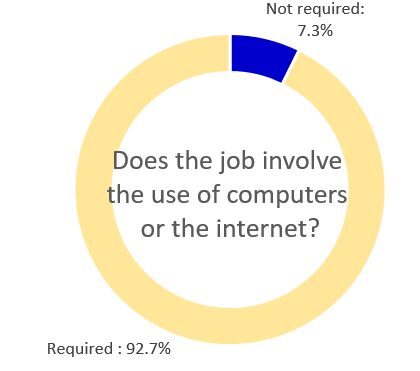 Not required:
7.3%
Does the job involve
the use of computers
or the internet?
Required : 92.7%